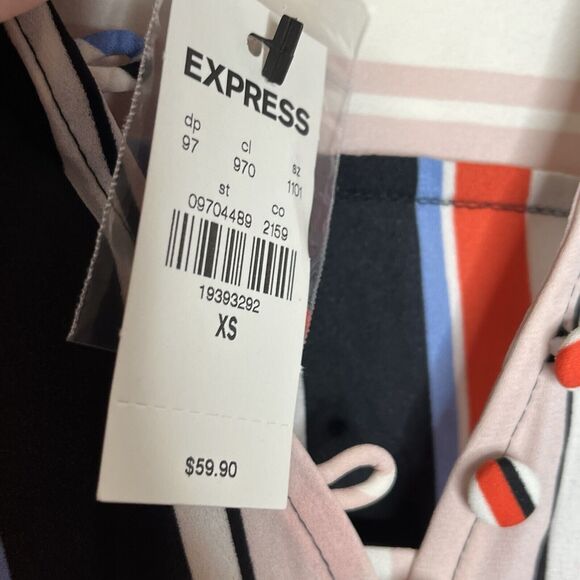 EXPRESS
dp cl sz
97 970 1101
st co
09704489 2159
19393292
XS
$59.90